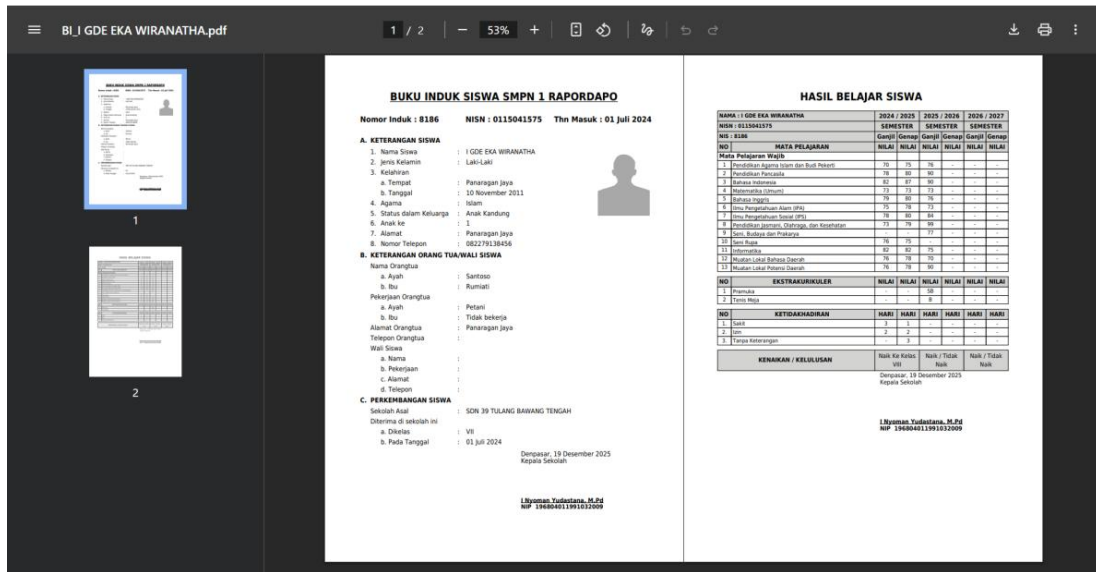 BI_I GDE EKA WIRANATHA.pdf
1 / 2
53%
1
2
BUKU INDUK SISWA SMPN 1 RAPORDAPO
Nomor Induk : 8186 NISN : 0115041575 Thn Masuk : 01 Juli 2024
A. KETERANGAN SISWA
1. Nama Siswa : I GDE EKA WIRANATHA
2. Jenis Kelamin : Laki-Laki
3. Kelahiran
a. Tempat : Panaragan Jaya
b. Tanggal : 10 November 2011
4. Agama : Islam
5. Status dalam Keluarga : Anak Kandung
6. Anak ke : 1
7. Alamat : Panaragan Jaya
8. Nomor Telepon : 082279138456
B. KETERANGAN ORANG TUA/WALI SISWA
Nama Orangtua
a. Ayah : Santoso
b. Ibu : Rumiati
Pekerjaan Orangtua
a. Ayah : Petani
b. Ibu : Tidak bekerja
Alamat Orangtua : Panaragan Jaya
Telepon Orangtua :
Wali Siswa
a. Nama :
b. Pekerjaan :
c. Alamat :
d. Telepon :
C. PERKEMBANGAN SISWA
Sekolah Asal : SDN 39 TULANG BAWANG TENGAH
Diterima di sekolah ini
a. Dikelas : VII
b. Pada Tanggal : 01 Juli 2024
Denpasar, 19 Desember 2025
Kepala Sekolah
I Nyoman Yudastana, M.Pd
NIP 196804011991032009
HASIL BELAJAR SISWA
NAMA : I GDE EKA WIRANATHA 2024 / 2025 2025 / 2026 2026 / 2027
NISN : 0115041575 SEMESTER SEMESTER SEMESTER
NIS : 8186 Ganjil Genap Ganjil Genap Ganjil Genap
NO MATA PELAJARAN NILAI NILAI NILAI NILAI NILAI NILAI
Mata Pelajaran Wajib
1 Pendidikan Agama Islam dan Budi Pekerti 70 75 76 - - -
2 Pendidikan Pancasila 78 80 90 - - -
3 Bahasa Indonesia 82 87 90 - - -
4 Matematika (Umum) 73 73 73 - - -
5 Bahasa Inggris 79 80 76 - - -
6 Ilmu Pengetahuan Alam (IPA) 75 78 73 - - -
7 Ilmu Pengetahuan Sosial (IPS) 78 80 84 - - -
8 Pendidikan Jasmani, Olahraga, dan Kesehatan 73 79 99 - - -
9 Seni, Budaya dan Prakarya - - 77 - - -
10 Seni Rupa 76 75 - - - -
11 Informatika 82 82 75 - - -
12 Muatan Lokal Bahasa Daerah 76 78 70 - - -
13 Muatan Lokal Potensi Daerah 76 78 90 - - -
NO EKSTRAKURIKULER NILAI NILAI NILAI NILAI NILAI NILAI
1 Pramuka - - SB - - -
2 Tenis Meja - - B - - -
NO KETIDAKHADIRAN HARI HARI HARI HARI HARI HARI
1. Sakit 3 1 - - - -
2. Izin 2 2 - - - -
3. Tanpa Keterangan - 3 - - - -
KENAIKAN / KELULUSAN Naik Ke Kelas Naik / Tidak Naik / Tidak
VIII Naik Naik
Denpasar, 19 Desember 2025
Kepala Sekolah
I Nyoman Yudastana, M.Pd
NIP 196804011991032009